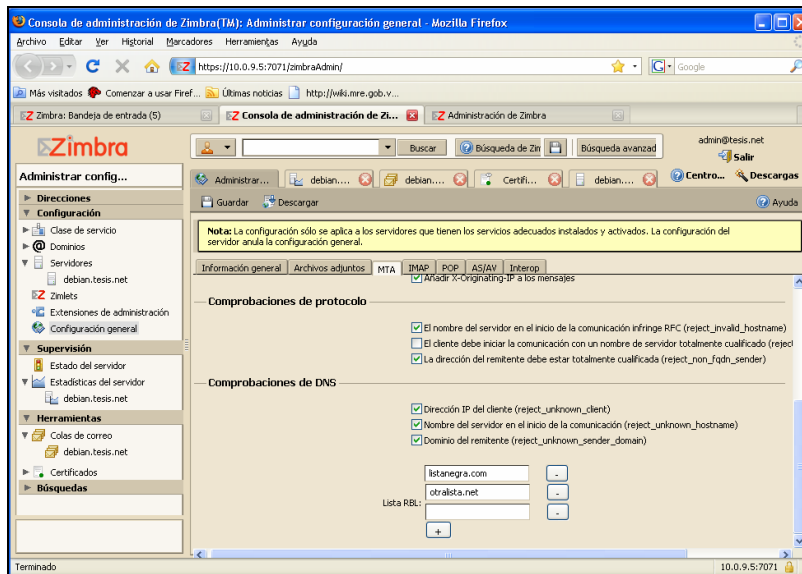 Consola de administración de Zimbra(TM): Administrar configuración general - Mozilla Firefox
Archivo Editar Ver Historial Marcadores Herramientas Ayuda
https://10.0.9.5:7071/zimbraAdmin/
Google
Más visitados Comenzar a usar Firef... Últimas noticias http://wiki.mre.gob.v...
Zimbra: Bandeja de entrada (5)
Consola de administración de Zi...
Administración de Zimbra
Zimbra
Buscar
Búsqueda de Zin
Búsqueda avanzad
admin@tesis.net
Salir
Administrar config...
Administrar...
debian....
debian....
Certifi...
debian....
Centro...
Descargas
Direcciones
Configuración
Clase de servicio
Dominios
Servidores
debian.tesis.net
Zimlets
Extensiones de administración
Configuración general
Supervisión
Estado del servidor
Estadísticas del servidor
debian.tesis.net
Herramientas
Colas de correo
debian.tesis.net
Certificados
Búsquedas
Guardar
Descargar
Ayuda
Nota: La configuración sólo se aplica a los servidores que tienen los servicios adecuados instalados y activados. La configuración del
servidor anula la configuración general.
Información general
Archivos adjuntos
MTA
IMAP
POP
AS/AV
Interop
Añadir X-Originating-IP a los mensajes
Comprobaciones de protocolo
El nombre del servidor en el inicio de la comunicación infringe RFC (reject_invalid_hostname)
El cliente debe iniciar la comunicación con un nombre de servidor totalmente cualificado (reject
La dirección del remitente debe estar totalmente cualificada (reject_non_fqdn_sender)
Comprobaciones de DNS
Dirección IP del cliente (reject_unknown_client)
Nombre del servidor en el inicio de la comunicación (reject_unknown_hostname)
Dominio del remitente (reject_unknown_sender_domain)
listanegra.com -
otralista.net -
Lista RBL: -
+
Terminado
10.0.9.5:7071